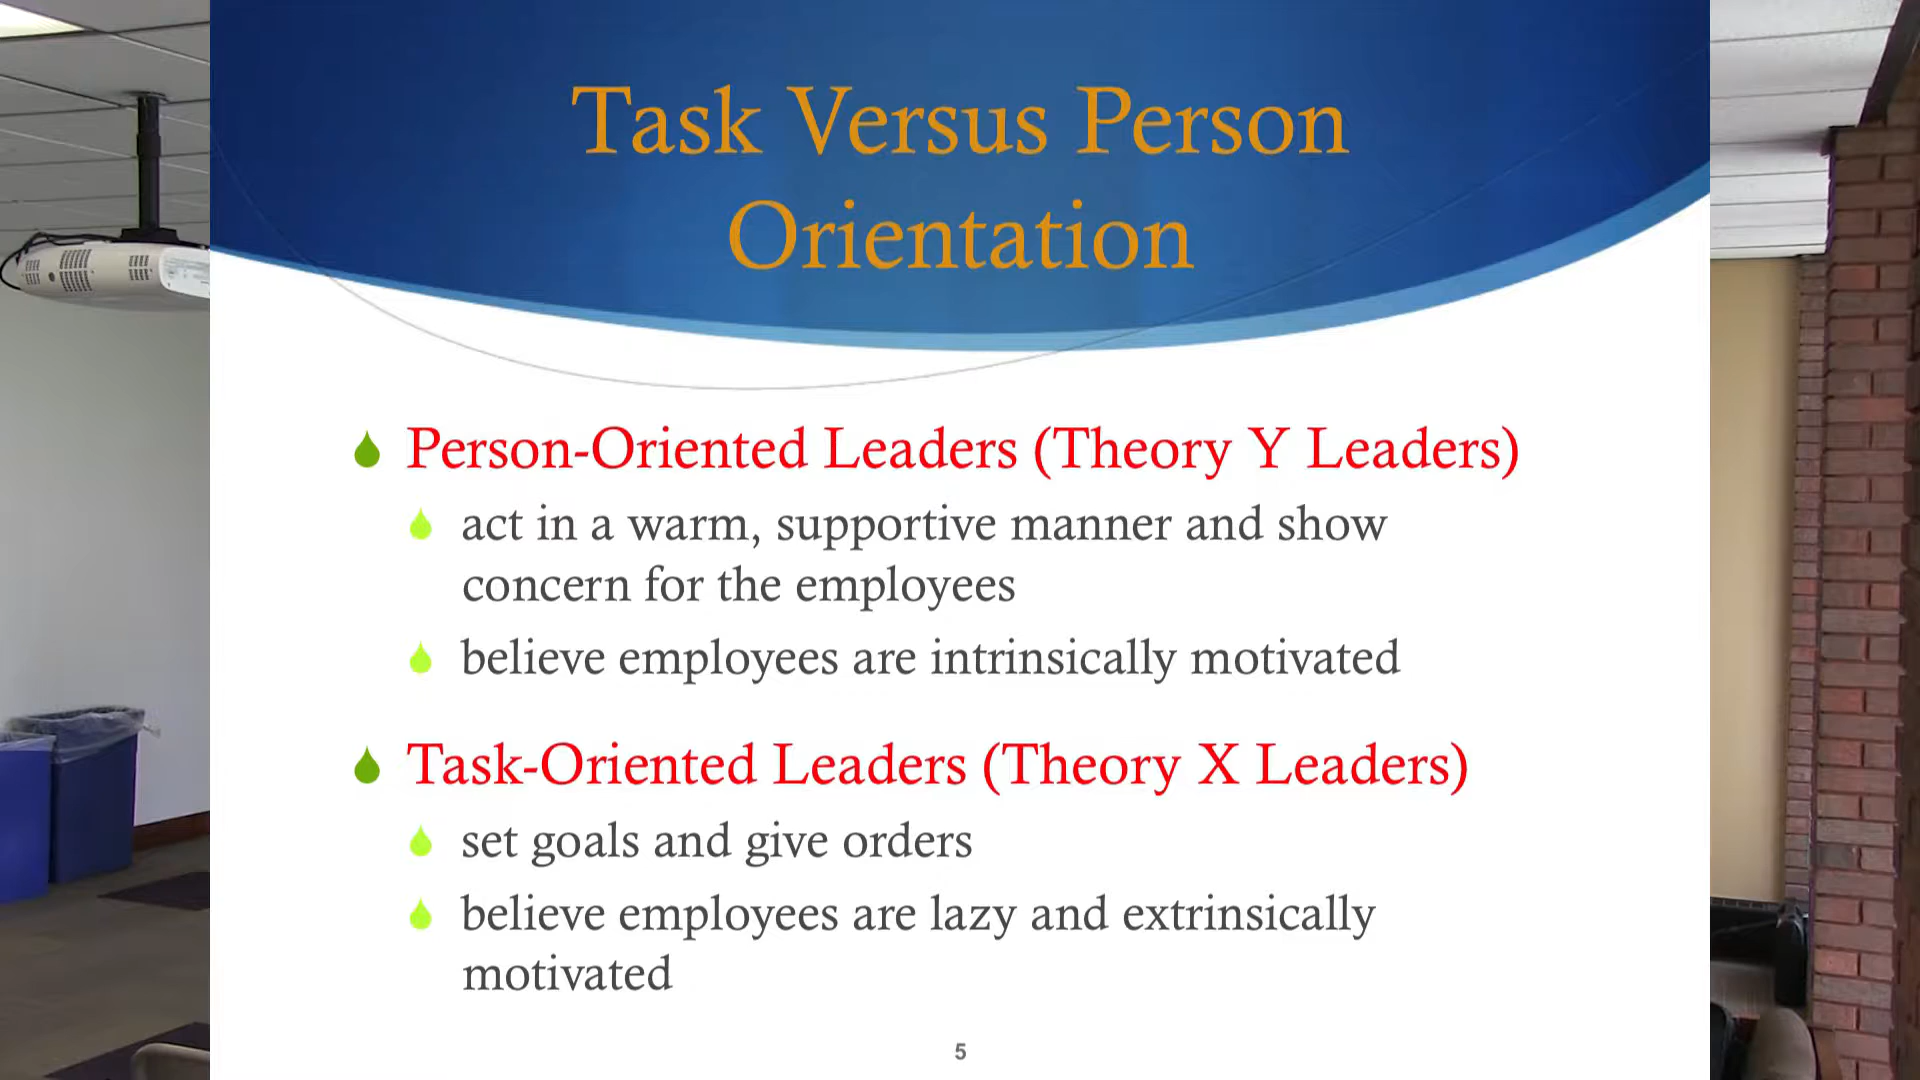 Task Versus Person
Orientation
Person-Oriented Leaders (Theory Y Leaders)
act in a warm, supportive manner and show
concern for the employees
believe employees are intrinsically motivated
Task-Oriented Leaders (Theory X Leaders)
set goals and give orders
believe employees are lazy and extrinsically
motivated
5